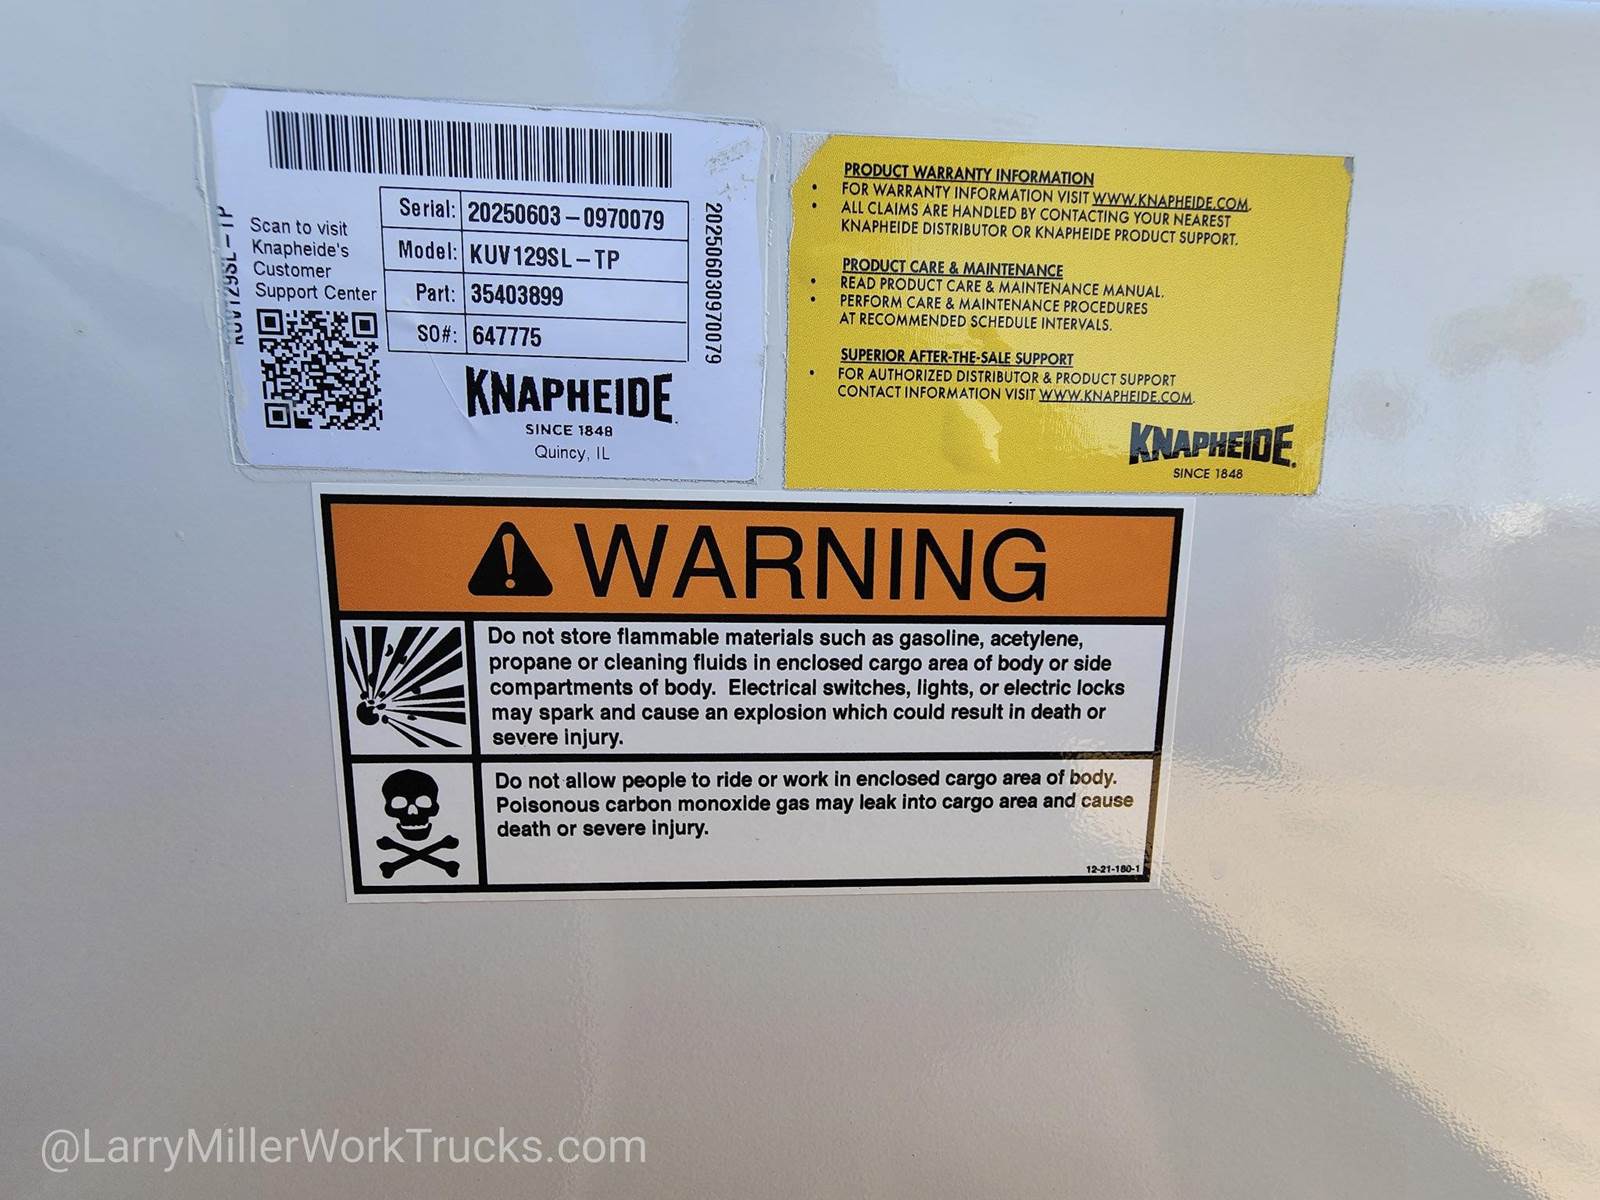 Scan to visit
Knapheide's
Customer
Support Center
Serial: 20250603-0970079
Model: KUV129SL-TP
Part: 35403899
SO#: 647775
KNAPHEIDE
SINCE 1848
Quincy, IL
202506030970079
KUV129SL-TP
PRODUCT WARRANTY INFORMATION
• FOR WARRANTY INFORMATION VISIT WWW.KNAPHEIDE.COM.
• ALL CLAIMS ARE HANDLED BY CONTACTING YOUR NEAREST
KNAPHEIDE DISTRIBUTOR OR KNAPHEIDE PRODUCT SUPPORT.
PRODUCT CARE & MAINTENANCE
• READ PRODUCT CARE & MAINTENANCE MANUAL.
• PERFORM CARE & MAINTENANCE PROCEDURES
AT RECOMMENDED SCHEDULE INTERVALS.
SUPERIOR AFTER-THE-SALE SUPPORT
• FOR AUTHORIZED DISTRIBUTOR & PRODUCT SUPPORT
CONTACT INFORMATION VISIT WWW.KNAPHEIDE.COM.
KNAPHEIDE.
SINCE 1848
WARNING
Do not store flammable materials such as gasoline, acetylene,
propane or cleaning fluids in enclosed cargo area of body or side
compartments of body. Electrical switches, lights, or electric locks
may spark and cause an explosion which could result in death or
severe injury.
Do not allow people to ride or work in enclosed cargo area of body.
Poisonous carbon monoxide gas may leak into cargo area and cause
death or severe injury.
12-21-180-1
@LarryMillerWorkTrucks.com